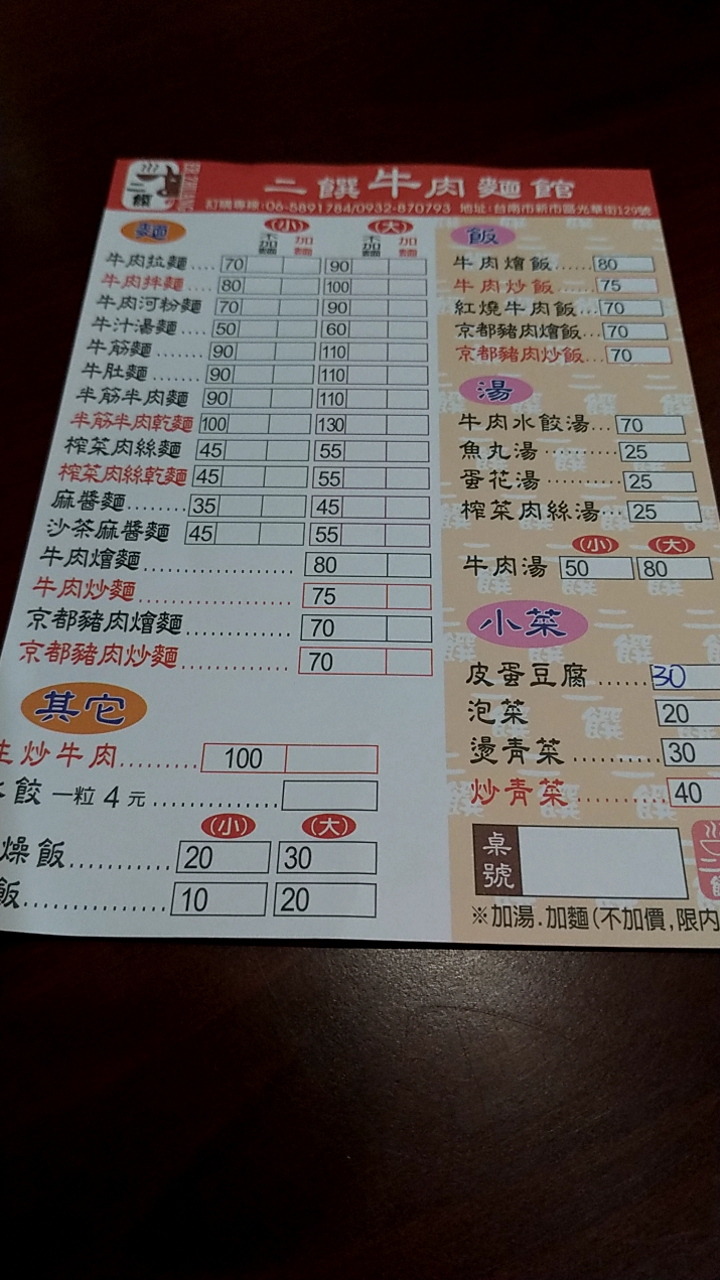 二饌牛肉麵館
訂購專線:06-5891784/0932-870793 地址:台南市新市區光華街129號
二饌
麵
(小) (大)
不加麵 加麵 不加麵 加麵
牛肉拉麵.... 70 90
牛肉拌麵.... 80 100
牛肉河粉麵 70 90
牛汁湯麵.... 50 60
牛筋麵........ 90 110
牛肚麵........ 90 110
半筋半肉麵 90 110
半筋半肉乾麵 100 130
榨菜肉絲麵 45 55
榨菜肉絲乾麵 45 55
麻醬麵........ 35 45
沙茶麻醬麵 45 55
牛肉燴麵.................... 80
牛肉炒麵..................... 75
京都豬肉燴麵.............. 70
京都豬肉炒麵.............. 70
其它
生炒牛肉......... 100
餃一粒4元................
(小) (大)
燥飯........... 20 30
飯................ 10 20
飯
牛肉燴飯...... 80
牛肉炒飯..... 75
紅燒牛肉飯... 70
京都豬肉燴飯... 70
京都豬肉炒飯... 70
湯
牛肉水餃湯... 70
魚丸湯.......... 25
蛋花湯.......... 25
榨菜肉絲湯... 25
(小) (大)
牛肉湯 50 80
小菜
皮蛋豆腐...... 30
泡菜 20
燙青菜.......... 30
炒青菜.......... 40
桌號
※加湯.加麵(不加價,限內